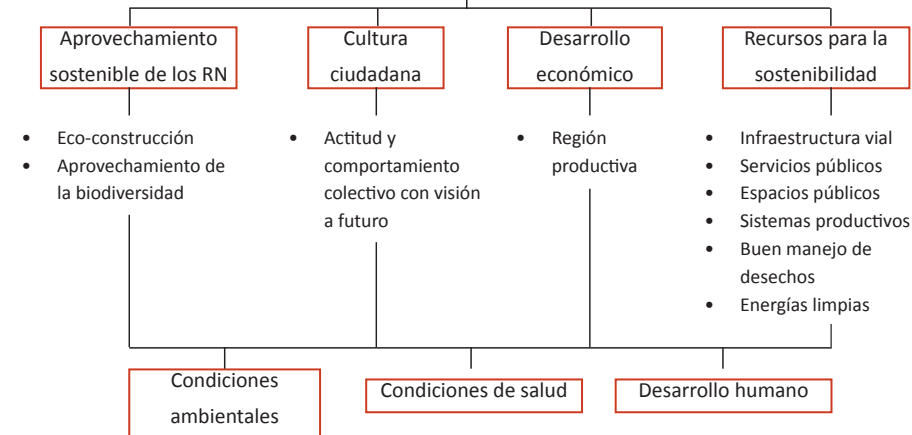 Aprovechamiento
sostenible de los RN
Cultura
ciudadana
Desarrollo
económico
Recursos para la
sostenibilidad
• Eco-construcción
• Aprovechamiento de
la biodiversidad
• Actitud y
comportamiento
colectivo con visión
a futuro
• Región
productiva
• Infraestructura vial
• Servicios públicos
• Espacios públicos
• Sistemas productivos
• Buen manejo de
desechos
• Energías limpias
Condiciones
ambientales
Condiciones de salud
Desarrollo humano